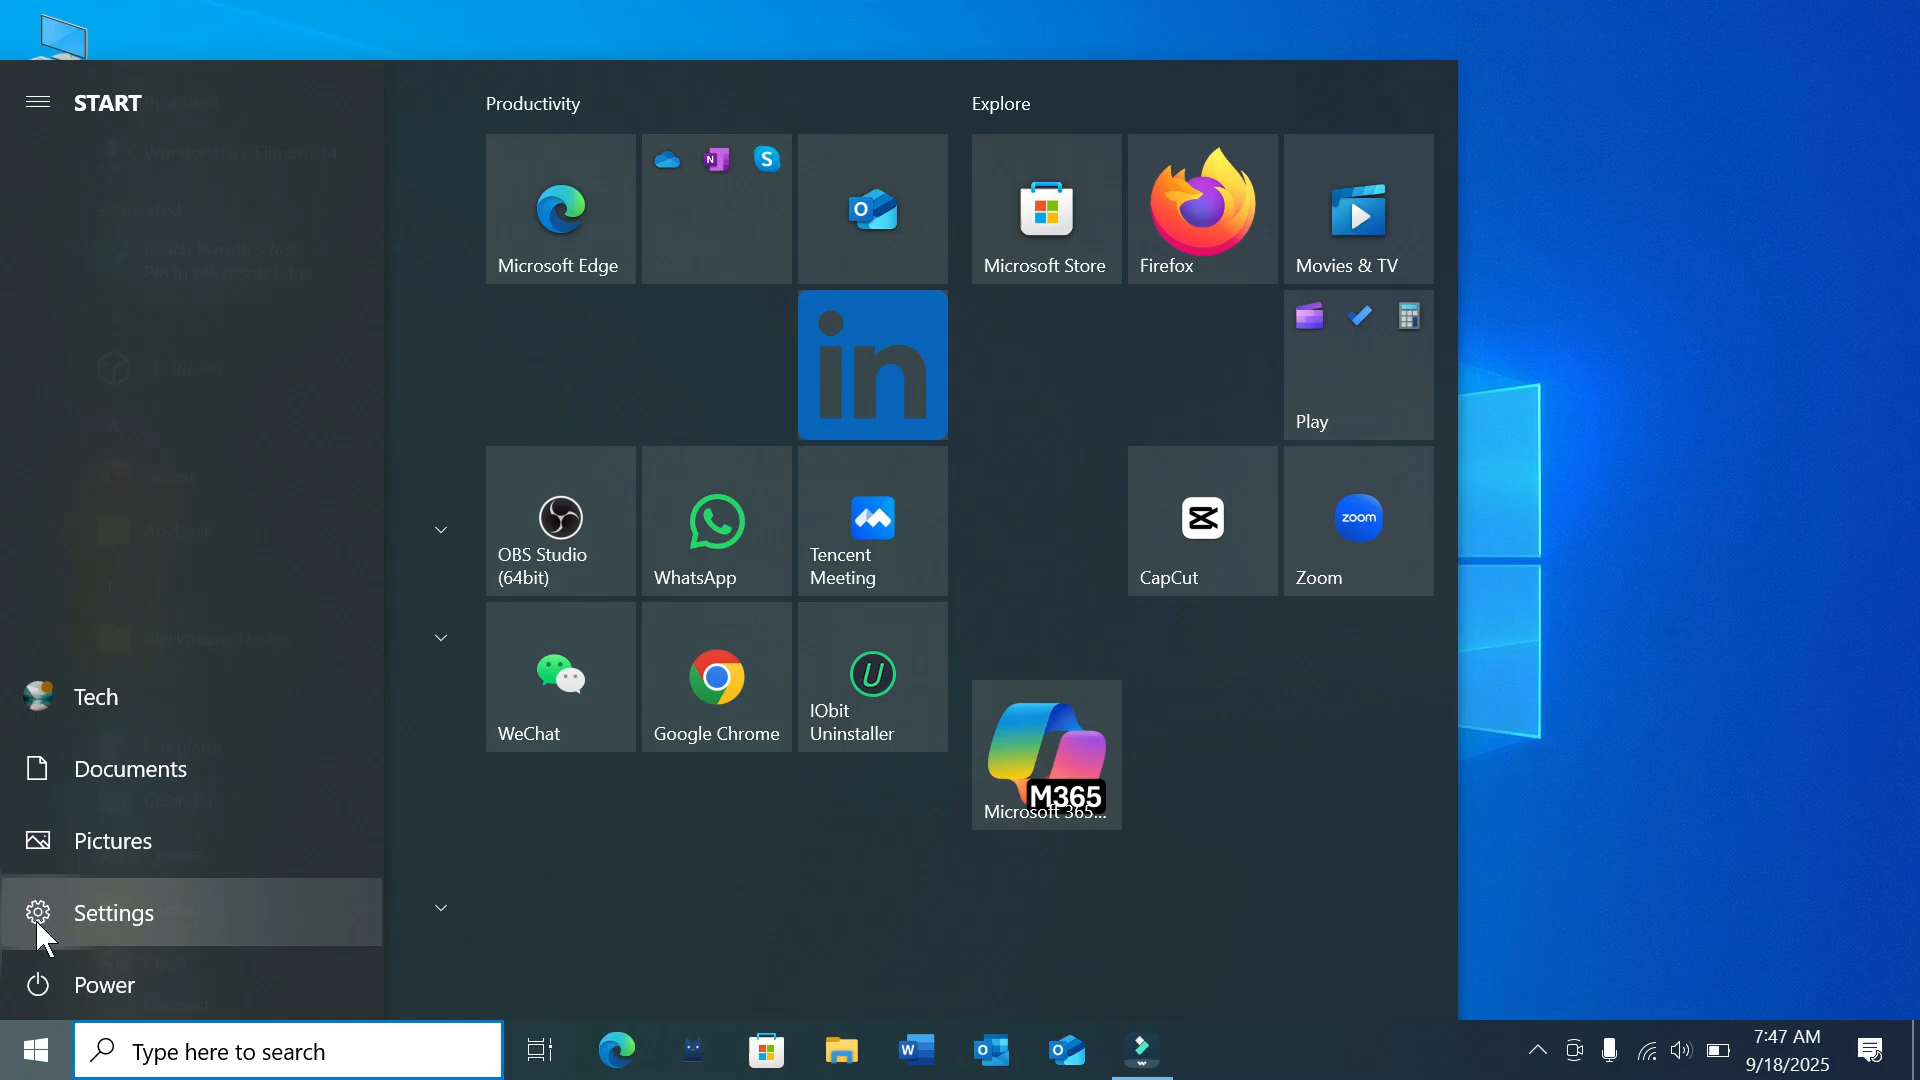 START
Productivity
Explore
Microsoft Edge
Microsoft Store
Firefox
Movies & TV
Play
OBS Studio
(64bit)
WhatsApp
Tencent
Meeting
CapCut
Zoom
zoom
WeChat
Google Chrome
IObit
Uninstaller
M365
Microsoft 365...
Tech
Documents
Pictures
Settings
Power
Type here to search
7:47 AM
9/18/2025
in